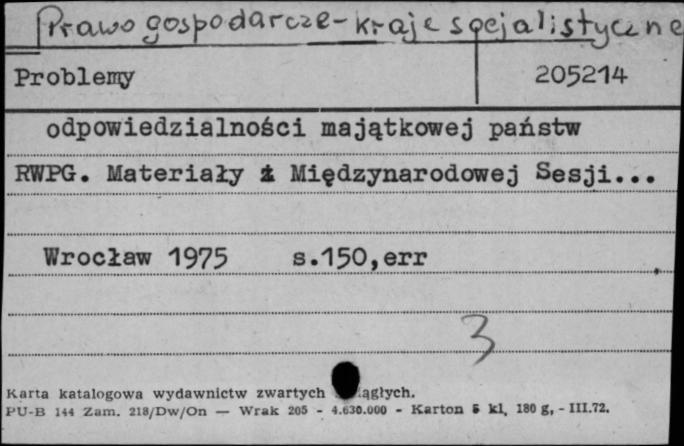 Prawo gospodarcze - kraje socjalistyczne
Problemy 205214
odpowiedzialności majątkowej państw
RWPG. Materiały z Międzynarodowej Sesji...
Wrocław 1975 s.150,err
3
Karta katalogowa wydawnictw zwartych ągłych.
PU-B 144 Zam. 218/Dw/On — Wrak 205 - 4.630.000 - Karton 5 kl, 180 g, - III.72.